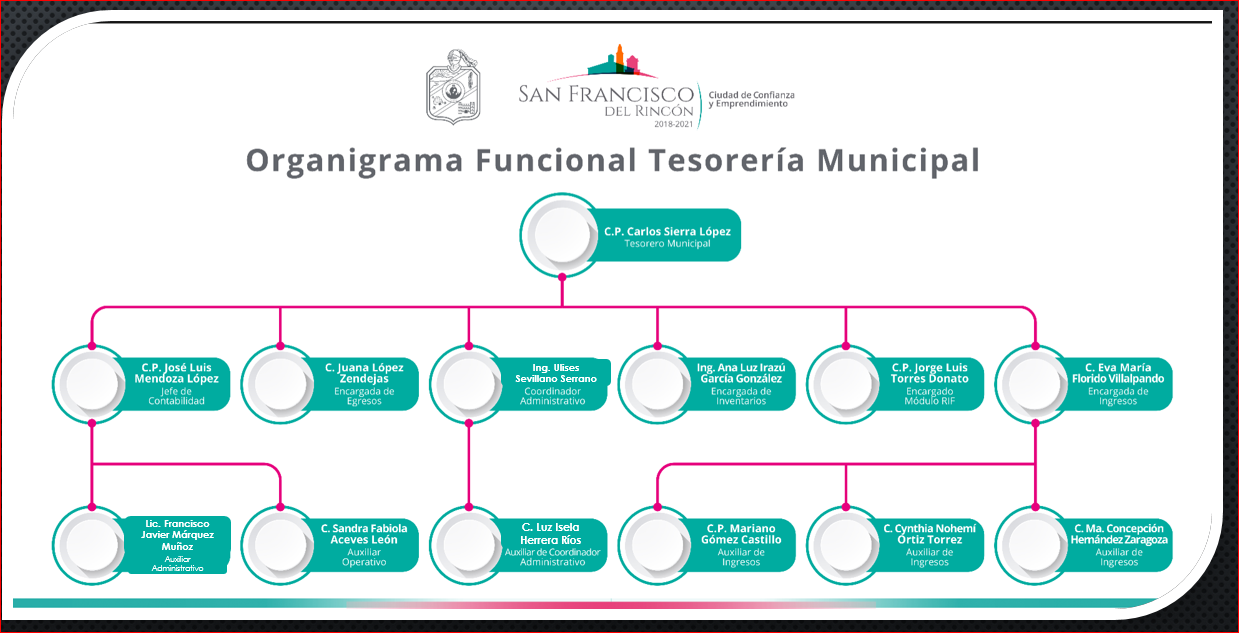 SAN FRANCISCO
DEL RINCÓN
2018-2021
Ciudad de Confianza
y Emprendimiento
Organigrama Funcional Tesorería Municipal
C.P. Carlos Sierra López
Tesorero Municipal
C.P. José Luis
Mendoza López
Jefe de
Contabilidad
C. Juana López
Zendejas
Encargada de
Egresos
Ing. Ulises
Sevillano Serrano
Coordinador
Administrativo
Ing. Ana Luz Irazú
García González
Encargada de
Inventarios
C.P. Jorge Luis
Torres Donato
Encargado
Módulo RIF
C. Eva María
Florido Villalpando
Encargada de
Ingresos
Lic. Francisco
Javier Márquez
Muñoz
Auxiliar
Administrativo
C. Sandra Fabiola
Aceves León
Auxiliar
Operativo
C. Luz Isela
Herrera Ríos
Auxiliar de Coordinador
Administrativo
C.P. Mariano
Gómez Castillo
Auxiliar de
Ingresos
C. Cynthia Nohemí
Ortiz Torrez
Auxiliar de
Ingresos
C. Ma. Concepción
Hernández Zaragoza
Auxiliar de
Ingresos